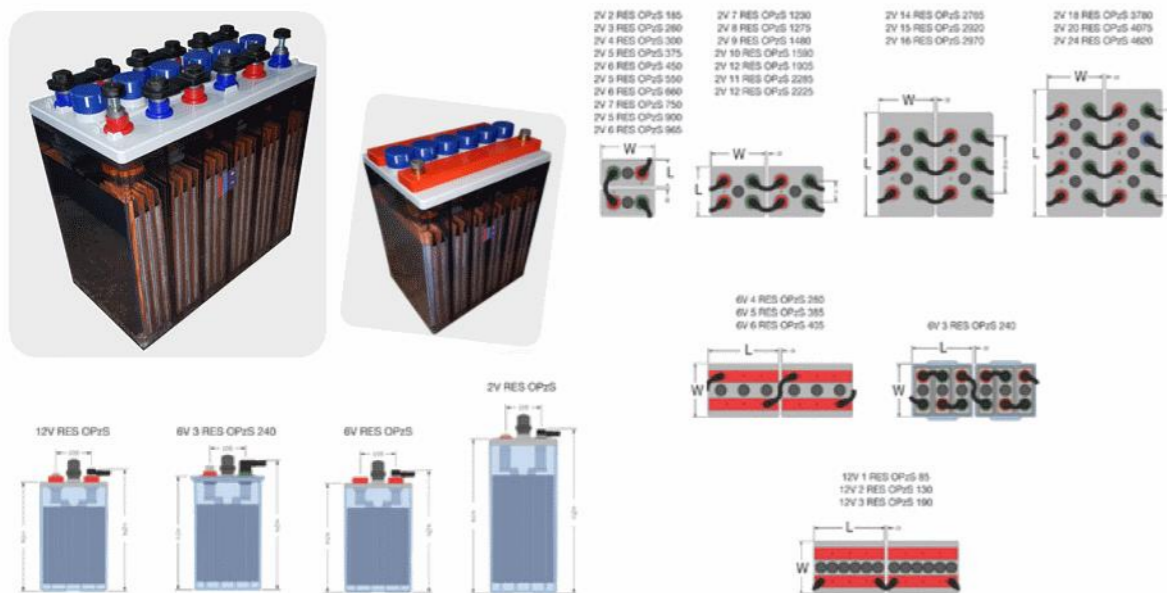 2V 2 RES OPzS 185
2V 3 RES OPzS 260
2V 4 RES OPzS 300
2V 5 RES OPzS 375
2V 6 RES OPzS 450
2V 5 RES OPzS 550
2V 6 RES OPzS 660
2V 7 RES OPzS 750
2V 5 RES OPzS 900
2V 6 RES OPzS 965
W
L
2V 7 RES OPzS 1230
2V 8 RES OPzS 1275
2V 9 RES OPzS 1480
2V 10 RES OPzS 1590
2V 12 RES OPzS 1905
2V 11 RES OPzS 2285
2V 12 RES OPzS 2225
W
L
2V 14 RES OPzS 2765
2V 15 RES OPzS 2920
2V 16 RES OPzS 2970
W
L
2V 18 RES OPzS 3780
2V 20 RES OPzS 4075
2V 24 RES OPzS 4620
W
L
6V 4 RES OPzS 280
6V 5 RES OPzS 385
6V 6 RES OPzS 405
L
W
6V 3 RES OPzS 240
L
W
12V RES OPzS
6V 3 RES OPzS 240
6V RES OPzS
2V RES OPzS
12V 1 RES OPzS 85
12V 2 RES OPzS 130
12V 3 RES OPzS 190
L
W